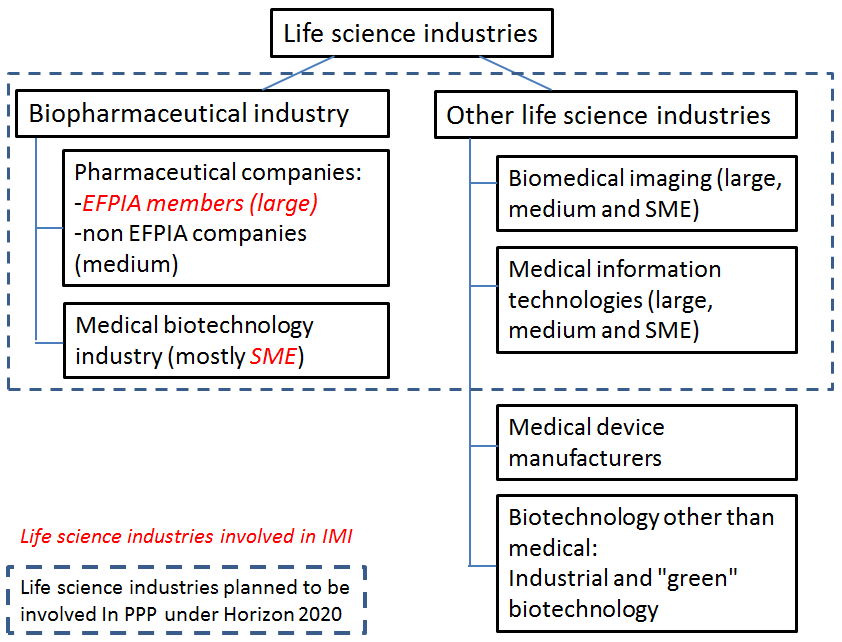 Life science industries
Biopharmaceutical industry
Pharmaceutical companies:
-EFPIA members (large)
-non EFPIA companies
(medium)
Medical biotechnology
industry (mostly SME)
Other life science industries
Biomedical imaging (large,
medium and SME)
Medical information
technologies (large,
medium and SME)
Medical device
manufacturers
Biotechnology other than
medical:
Industrial and "green"
biotechnology
Life science industries involved in IMI
Life science industries planned to be
involved In PPP under Horizon 2020